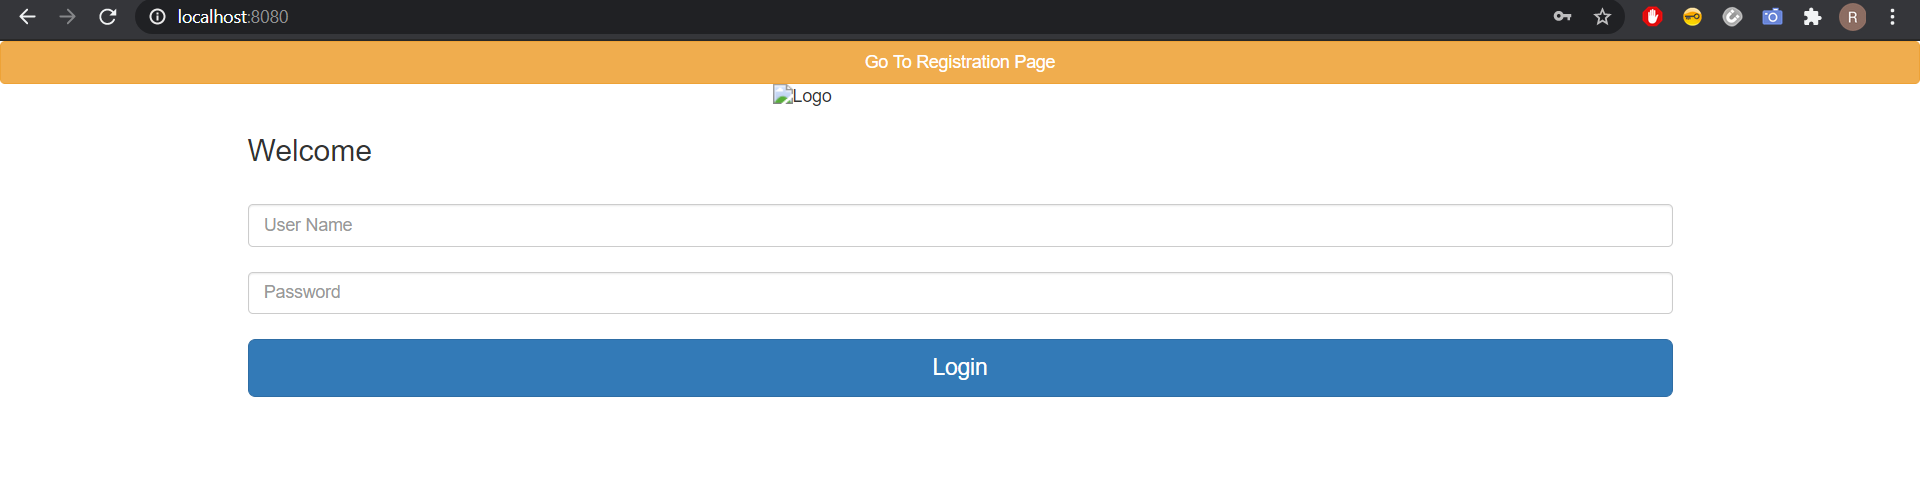 localhost:8080
R
Go To Registration Page
Logo
Welcome
User Name
Password
Login